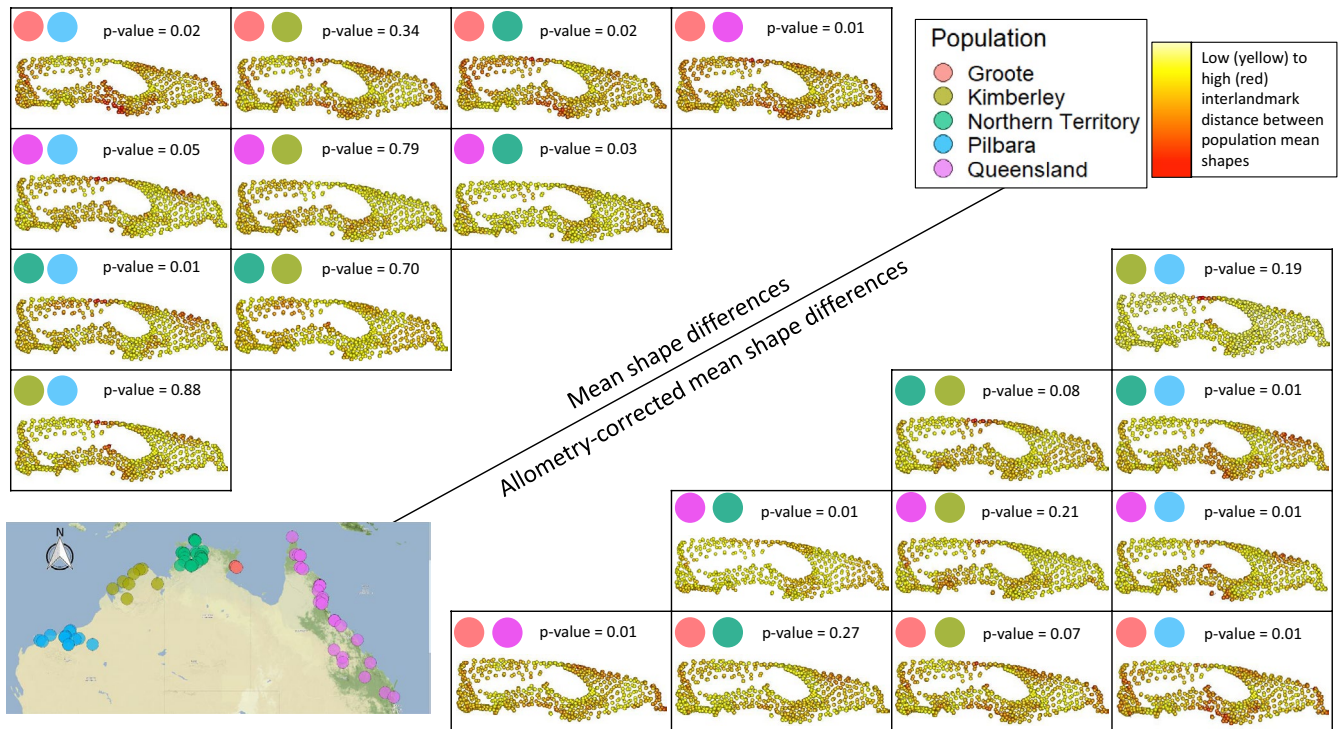 p-value = 0.02
p-value = 0.34
p-value = 0.02
p-value = 0.01
Population
Groote
Kimberley
Northern Territory
Pilbara
Queensland
Low (yellow) to
high (red)
interlandmark
distance between
population mean
shapes
p-value = 0.05
p-value = 0.79
p-value = 0.03
p-value = 0.01
p-value = 0.70
Mean shape differences
Allometry-corrected mean shape differences
p-value = 0.19
p-value = 0.88
p-value = 0.08
p-value = 0.01
p-value = 0.01
p-value = 0.21
p-value = 0.01
N
p-value = 0.01
p-value = 0.27
p-value = 0.07
p-value = 0.01